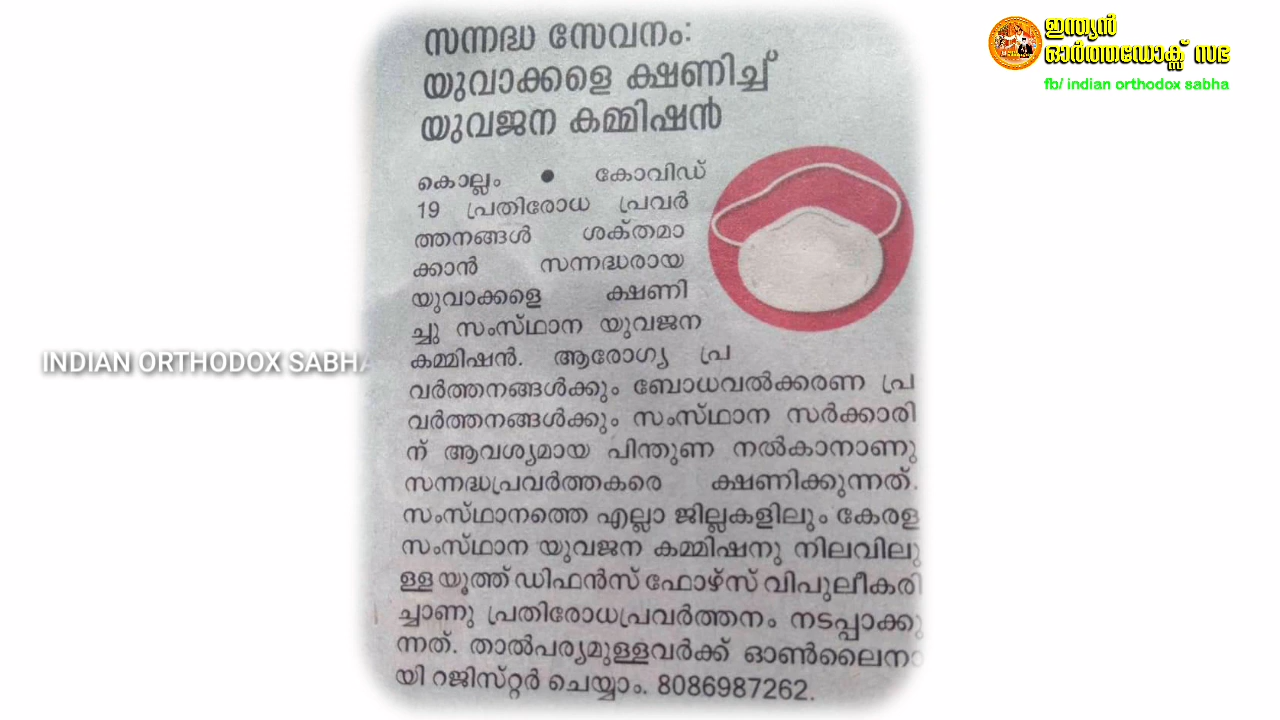 സന്നദ്ധ സേവനം:
യുവാക്കളെ ക്ഷണിച്ച്
യുവജന കമ്മിഷൻ
കൊല്ലം ● കോവിഡ്
19 പ്രതിരോധ പ്രവർ
ത്തനങ്ങൾ ശക്തമാ
ക്കാൻ സന്നദ്ധരായ
യുവാക്കളെ ക്ഷണി
ച്ചു സംസ്ഥാന യുവജന
കമ്മിഷൻ. ആരോഗ്യ പ്ര
വർത്തനങ്ങൾക്കും ബോധവൽക്കരണ പ്ര
വർത്തനങ്ങൾക്കും സംസ്ഥാന സർക്കാരി
ന് ആവശ്യമായ പിന്തുണ നൽകാനാണു
സന്നദ്ധപ്രവർത്തകരെ ക്ഷണിക്കുന്നത്.
സംസ്ഥാനത്തെ എല്ലാ ജില്ലകളിലും കേരള
സംസ്ഥാന യുവജന കമ്മിഷനു നിലവിലു
ള്ള യൂത്ത് ഡിഫൻസ് ഫോഴ്സ് വിപുലീകരി
ച്ചാണു പ്രതിരോധപ്രവർത്തനം നടപ്പാക്കു
ന്നത്. താൽപര്യമുള്ളവർക്ക് ഓൺലൈനാ
യി റജിസ്റ്റർ ചെയ്യാം. 8086987262.
ഇന്ത്യൻ
ഓർത്തഡോക്സ് സഭ
fb/ indian orthodox sabha
INDIAN ORTHODOX SABHA